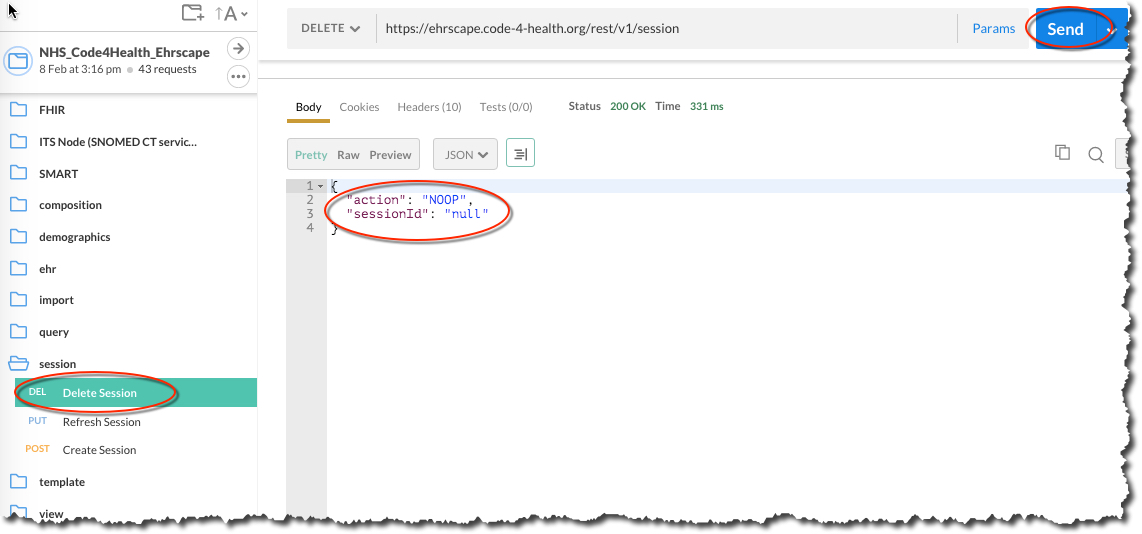 ↑A
NHS_Code4Health_Ehrscape
8 Feb at 3:16 pm 43 requests
FHIR
ITS Node (SNOMED CT servic...
SMART
composition
demographics
ehr
import
query
session
DEL Delete Session
PUT Refresh Session
POST Create Session
template
view
DELETE https://ehrscape.code-4-health.org/rest/v1/session Params Send
Body Cookies Headers (10) Tests (0/0) Status 200 OK Time 331 ms
Pretty Raw Preview JSON
1 {
2 "action": "NOOP",
3 "sessionId": "null"
4 }